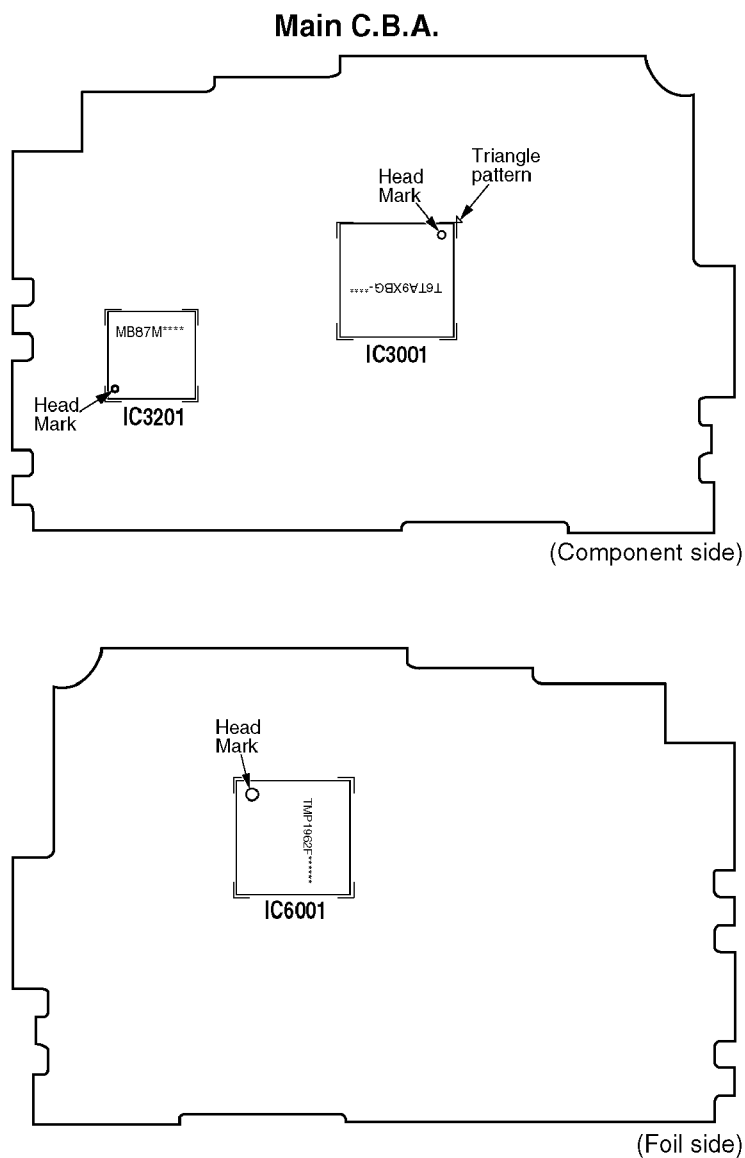 Main C.B.A.
Triangle
pattern
Head
Mark
T6TA9XBG-****
IC3001
MB87M****
Head
Mark
IC3201
(Component side)
Head
Mark
TMP1962F******
IC6001
(Foil side)